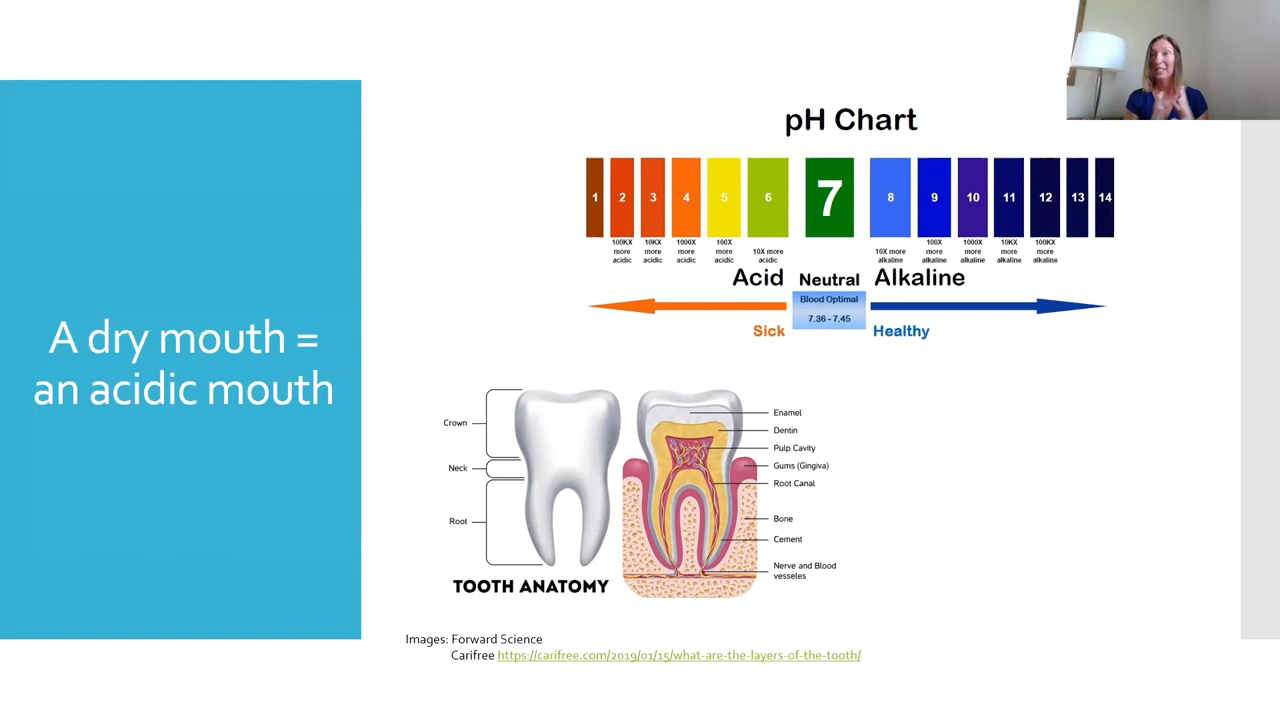 A dry mouth =
an acidic mouth
pH Chart
1 2 3 4 5 6 7 8 9 10 11 12 13 14
100KX more acidic
10KX more acidic
1000X more acidic
100X more acidic
10X more acidic
10X more alkaline
100X more alkaline
1000X more alkaline
10KX more alkaline
100KX more alkaline
Acid Neutral Alkaline
Blood Optimal
7.36 - 7.45
Sick Healthy
Crown
Neck
Root
TOOTH ANATOMY
Enamel
Dentin
Pulp Cavity
Gums (Gingiva)
Root Canal
Bone
Cement
Nerve and Blood
vesseles
Images: Forward Science
Carifree https://carifree.com/2019/01/15/what-are-the-layers-of-the-tooth/